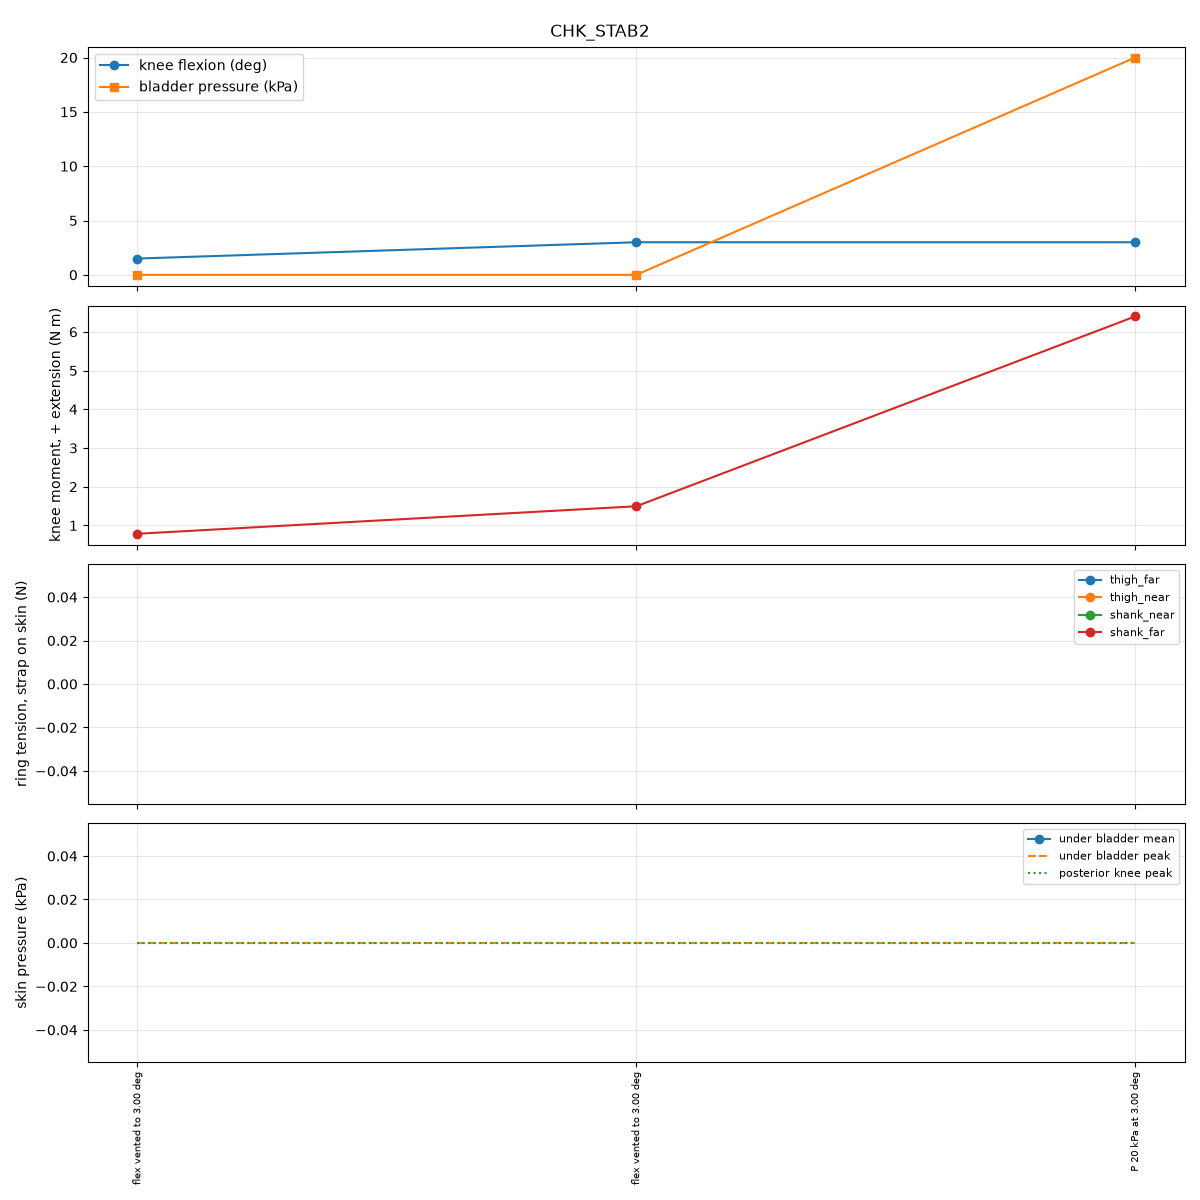 CHK_STAB2
knee flexion (deg)
bladder pressure (kPa)
20
15
10
5
0
knee moment, + extension (N m)
6
5
4
3
2
1
ring tension, strap on skin (N)
thigh_far
thigh_near
shank_near
shank_far
0.04
0.02
0.00
−0.02
−0.04
skin pressure (kPa)
under bladder mean
under bladder peak
posterior knee peak
0.04
0.02
0.00
−0.02
−0.04
flex vented to 3.00 deg
flex vented to 3.00 deg
P 20 kPa at 3.00 deg